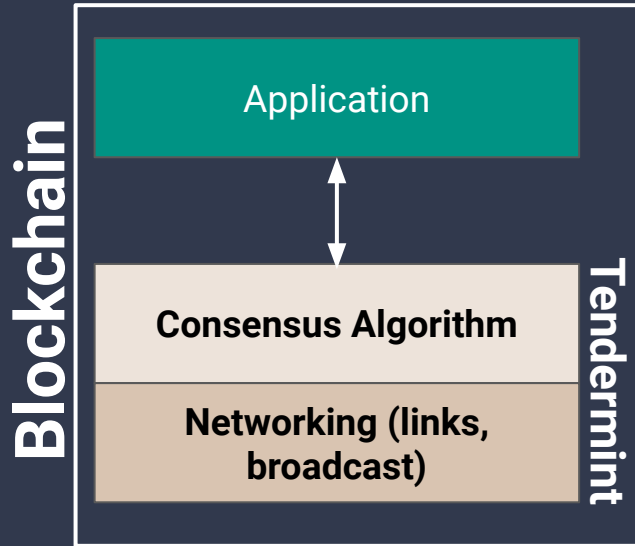 Blockchain
Application
Consensus Algorithm
Networking (links,
broadcast)
Tendermint